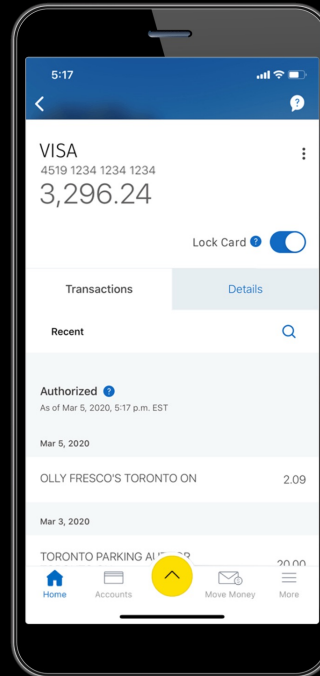 5:17
VISA
4519 1234 1234 1234
3,296.24
Lock Card ?
Transactions Details
Recent
Authorized ?
As of Mar 5, 2020, 5:17 p.m. EST
Mar 5, 2020
OLLY FRESCO'S TORONTO ON 2.09
Mar 3, 2020
TORONTO PARKING 20.00
Home Accounts Move Money More